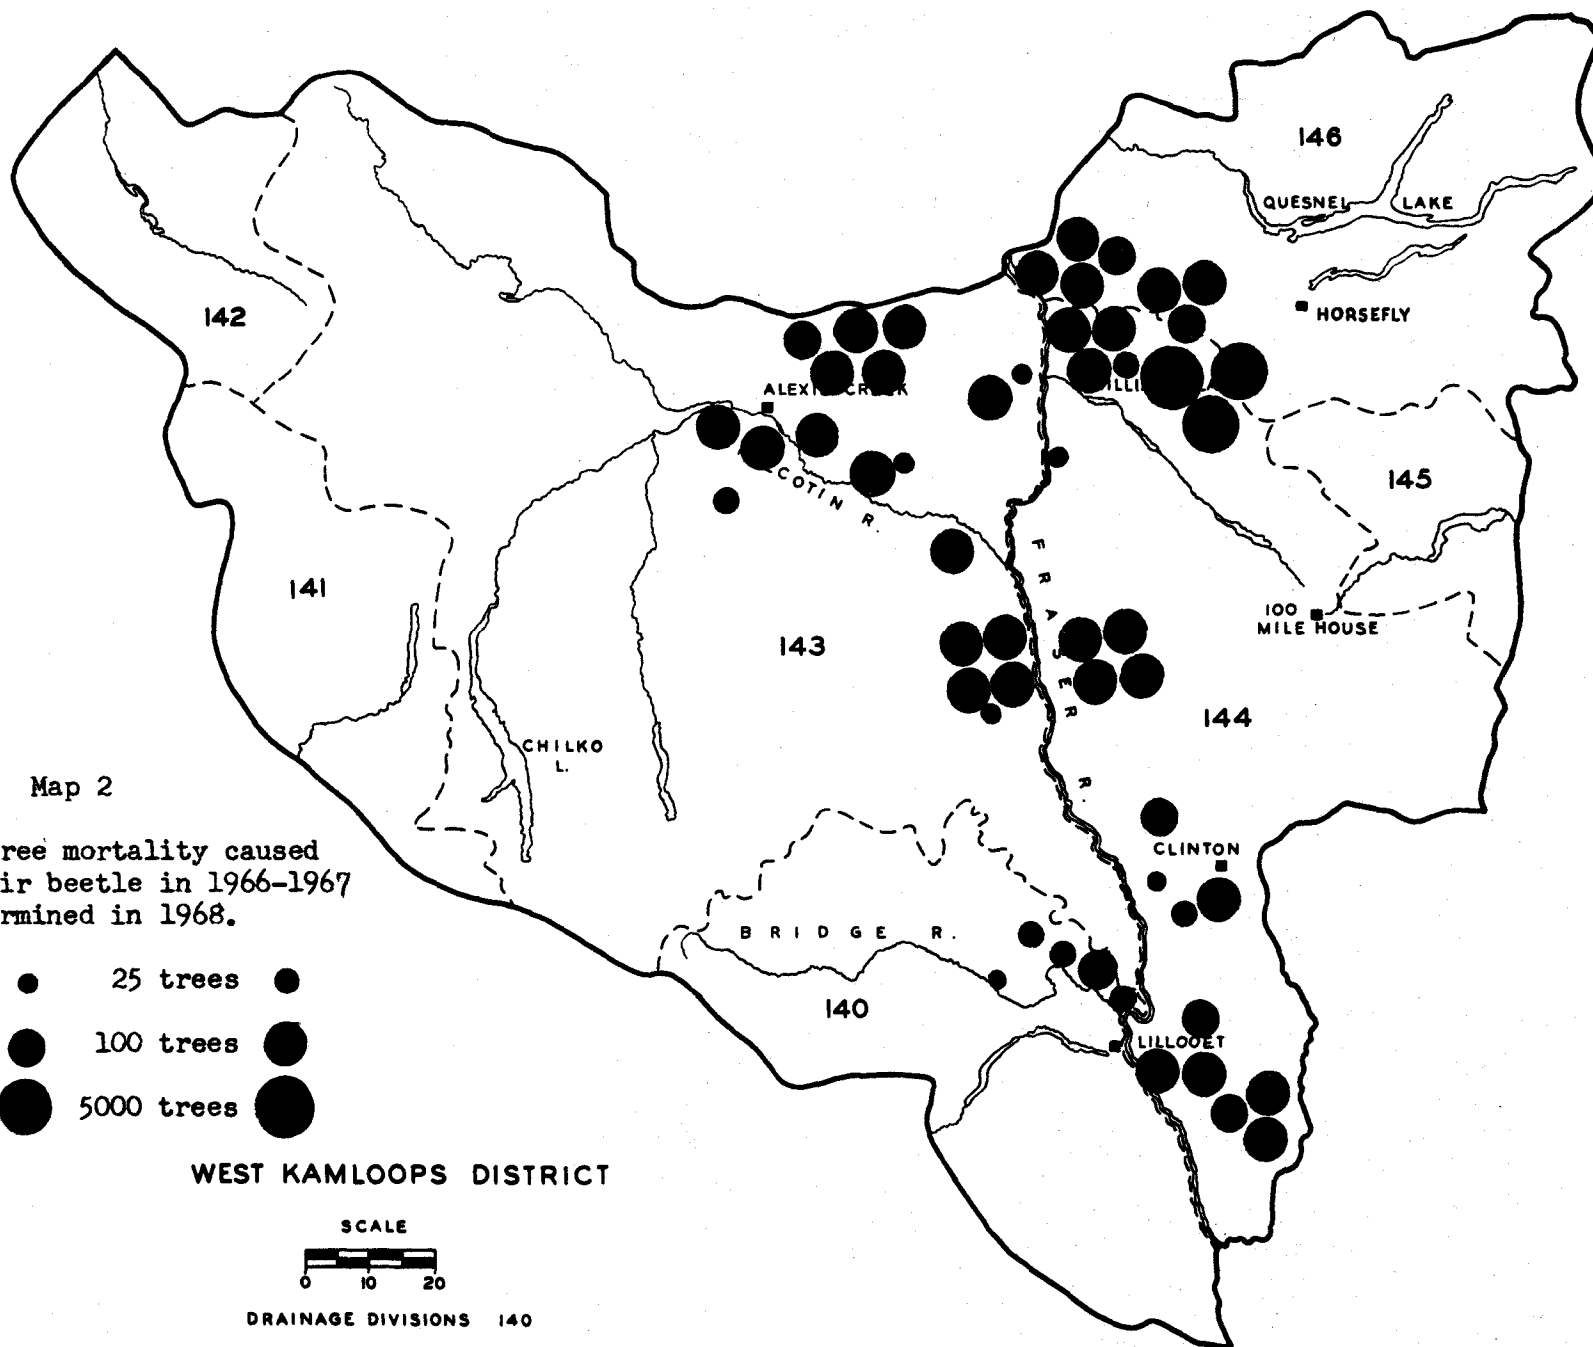 146
QUESNEL LAKE
142
HORSEFLY
ALEXIS CREEK
COTIN R.
145
FRASER R.
141
100
MILE HOUSE
143
144
CHILKO
L.
Map 2
ree mortality caused
ir beetle in 1966-1967
rmined in 1968.
CLINTON
BRIDGE R.
25 trees
140
100 trees
LILLOOET
5000 trees
WEST KAMLOOPS DISTRICT
SCALE
0 10 20
DRAINAGE DIVISIONS 140